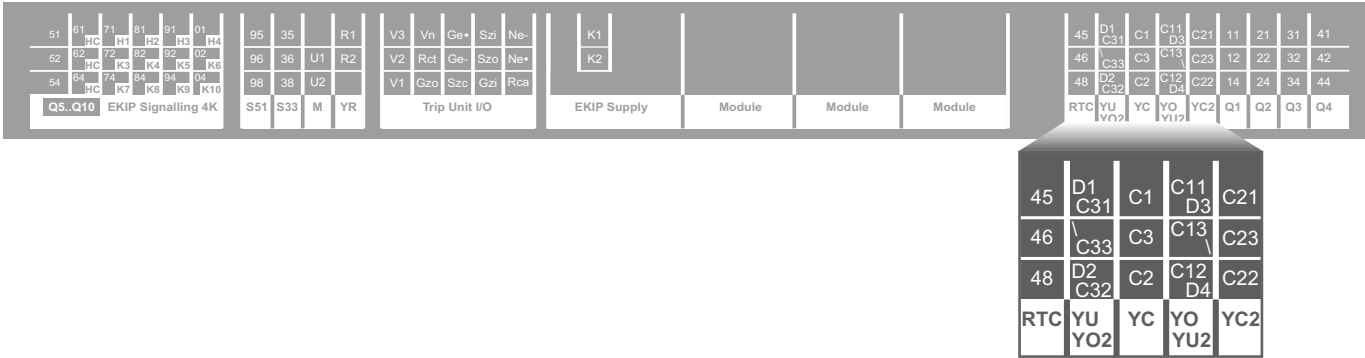 51 61 HC 71 H1 81 H2 91 H3 01 H4 95 35 R1 V3 Vn Ge+ Szi Ne- K1 45 D1 C31 C1 C11 D3 C21 11 21 31 41
52 62 HC 72 K3 82 K4 92 K5 02 K6 96 36 U1 R2 V2 Rct Ge- Szo Ne+ K2 46 \ C33 C3 C13 \ C23 12 22 32 42
54 64 HC 74 K7 84 K8 94 K9 04 K10 98 38 U2 V1 Gzo Szc Gzi Rca 48 D2 C32 C2 C12 D4 C22 14 24 34 44
Q5..Q10 EKIP Signalling 4K S51 S33 M YR Trip Unit I/O EKIP Supply Module Module Module RTC YU YO2 YC YO YU2 YC2 Q1 Q2 Q3 Q4
45 D1 C31 C1 C11 D3 C21
46 \ C33 C3 C13 \ C23
48 D2 C32 C2 C12 D4 C22
RTC YU YO2 YC YO YU2 YC2